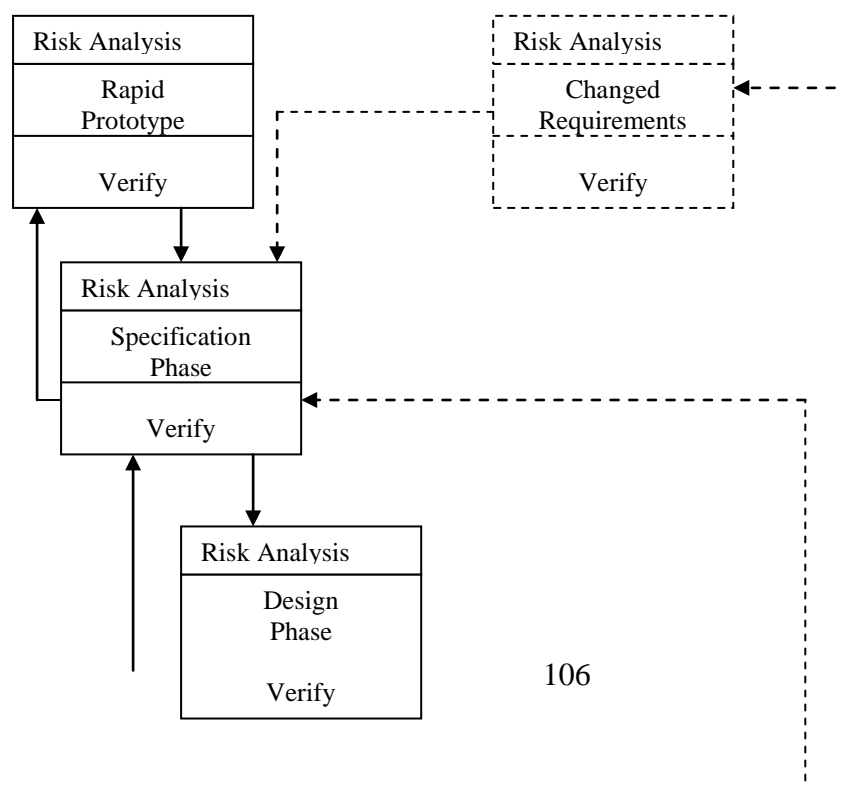 Risk Analysis
Rapid
Prototype
Verify
Risk Analysis
Changed
Requirements
Verify
Risk Analysis
Specification
Phase
Verify
Risk Analysis
Design
Phase
Verify
106